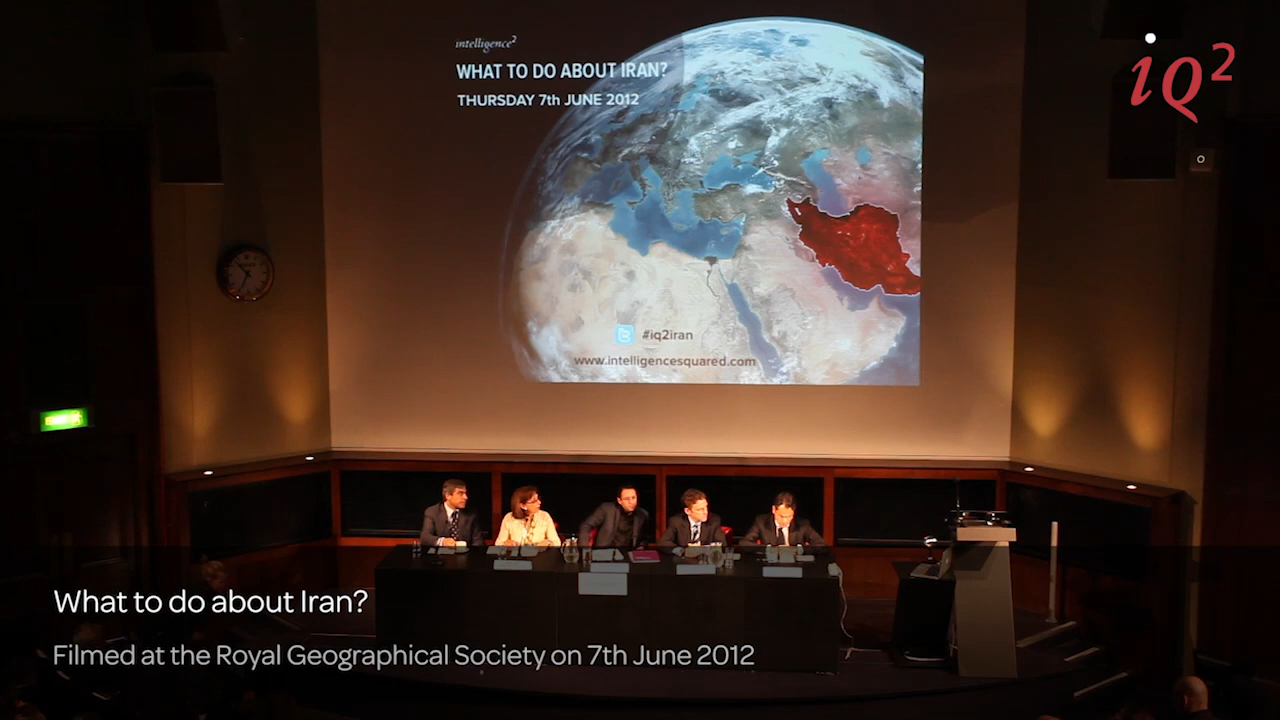 intelligence²
WHAT TO DO ABOUT IRAN?
THURSDAY 7th JUNE 2012
#iq2iran
www.intelligencesquared.com
iQ²
What to do about Iran?
Filmed at the Royal Geographical Society on 7th June 2012